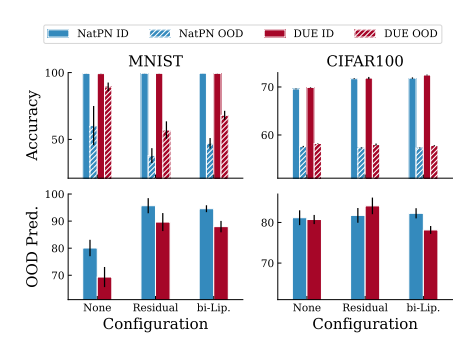 NatPN ID NatPN OOD DUE ID DUE OOD
MNIST CIFAR100
Accuracy
100
50
70
60
OOD Pred.
100
90
80
70
80
70
None Residual bi-Lip. None Residual bi-Lip.
Configuration Configuration